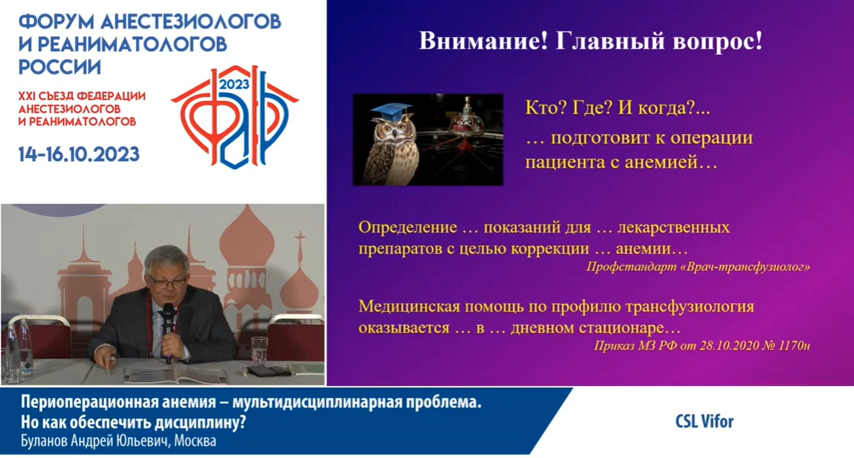 ФОРУМ АНЕСТЕЗИОЛОГОВ
И РЕАНИМАТОЛОГОВ
РОССИИ
XXI СЪЕЗД ФЕДЕРАЦИИ
АНЕСТЕЗИОЛОГОВ
И РЕАНИМАТОЛОГОВ
14-16.10.2023
2023
ФАР
Внимание! Главный вопрос!
Кто? Где? И когда?...
… подготовит к операции
пациента с анемией…
Определение … показаний для … лекарственных
препаратов с целью коррекции … анемии…
Профстандарт «Врач-трансфузиолог»
Медицинская помощь по профилю трансфузиология
оказывается … в … дневном стационаре…
Приказ МЗ РФ от 28.10.2020 № 1170н
Периоперационная анемия – мультидисциплинарная проблема.
Но как обеспечить дисциплину?
Буланов Андрей Юльевич, Москва
CSL Vifor